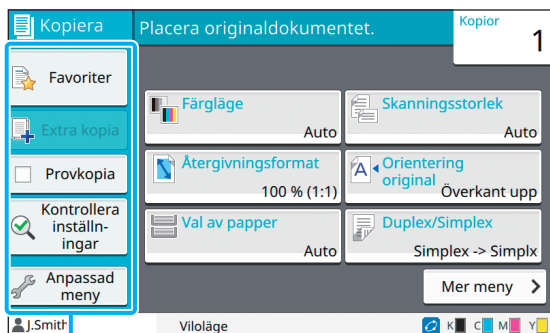 Kopiera
Placera originaldokumentet.
Kopior
1
Favoriter
Extra kopia
Provkopia
Kontrollera
inställn-
ingar
Anpassad
meny
Färgläge
Auto
Skanningsstorlek
Auto
Återgivningsformat
100 % (1:1)
A
Orientering
original
Överkant upp
Val av papper
Auto
Duplex/Simplex
Simplex -> Simplx
Mer meny
J.Smith
Viloläge
K C M Y